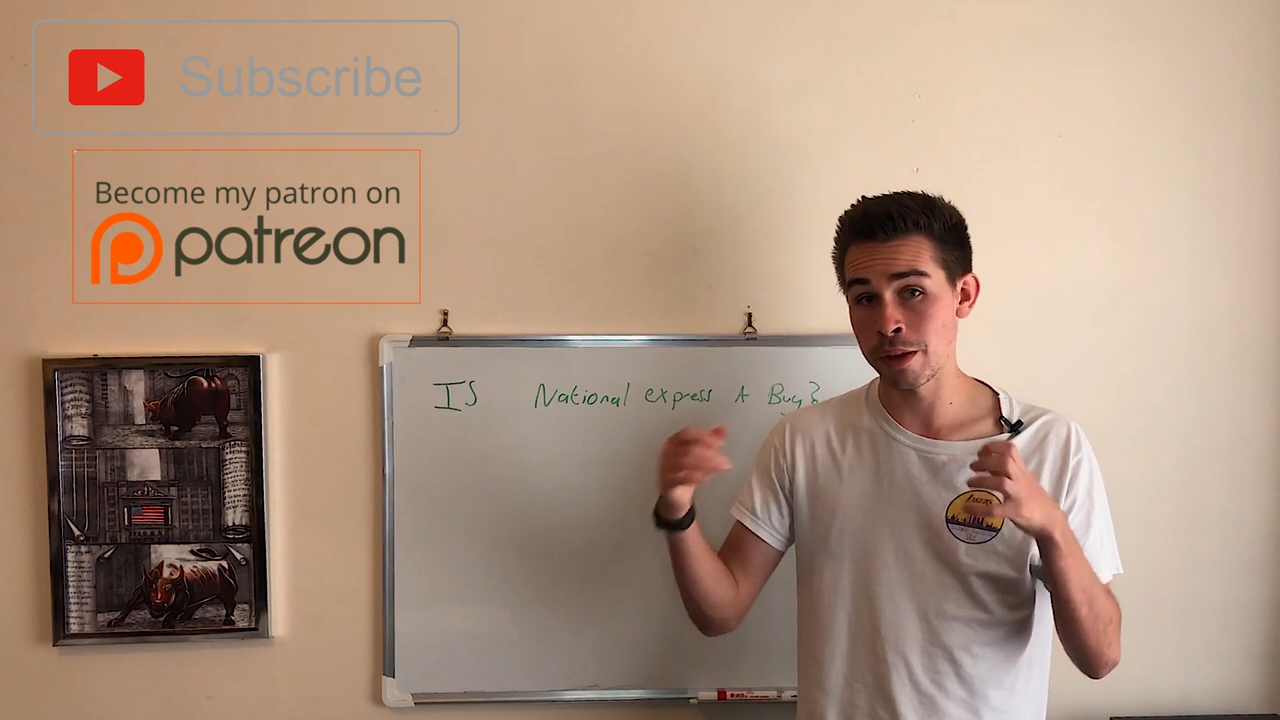 Subscribe
Become my patron on
patreon
IS National express A Buy?